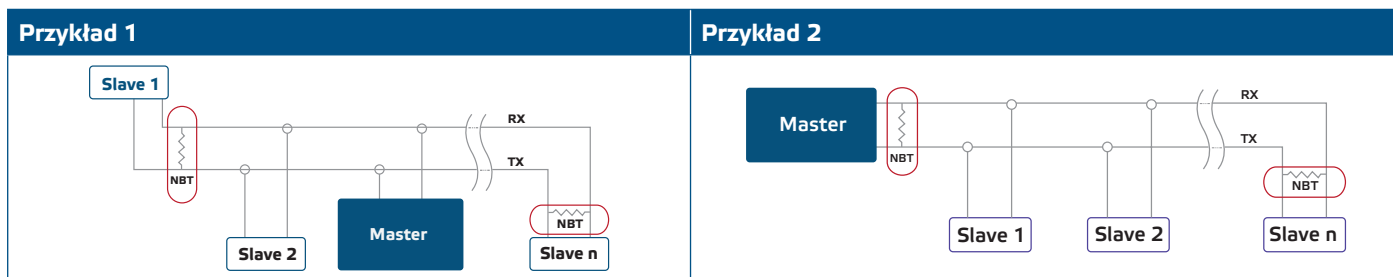 Przykład 1
Slave 1
RX
TX
NBT
NBT
Slave 2
Master
Slave n
Przykład 2
Master
RX
TX
NBT
NBT
Slave 1
Slave 2
Slave n